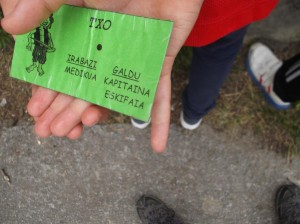 TXO
IRABAZI GALDU
MEDIKUA KAPITAINA
ESKIFAIA